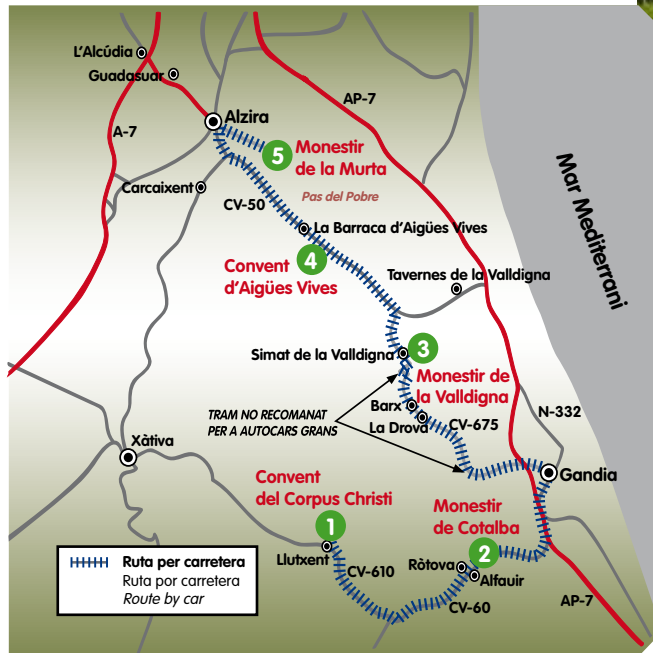 L'Alcúdia
Guadasuar
Alzira
AP-7
A-7
5
Monestir
de la Murta
Carcaixent
Pas del Pobre
CV-50
La Barraca d'Aigües Vives
Mar Mediterrani
4
Convent
d'Aigües Vives
Tavernes de la Valldigna
Simat de la Valldigna
3
Monestir de
la Valldigna
Barx
TRAM NO RECOMANAT
PER A AUTOCARS GRANS
La Drova
CV-675
N-332
Xàtiva
Gandia
Convent
del Corpus Christi
1
Monestir
de Cotalba
2
Llutxent
Ròtova
Alfauir
CV-610
CV-60
AP-7
Ruta per carretera
Ruta por carretera
Route by car